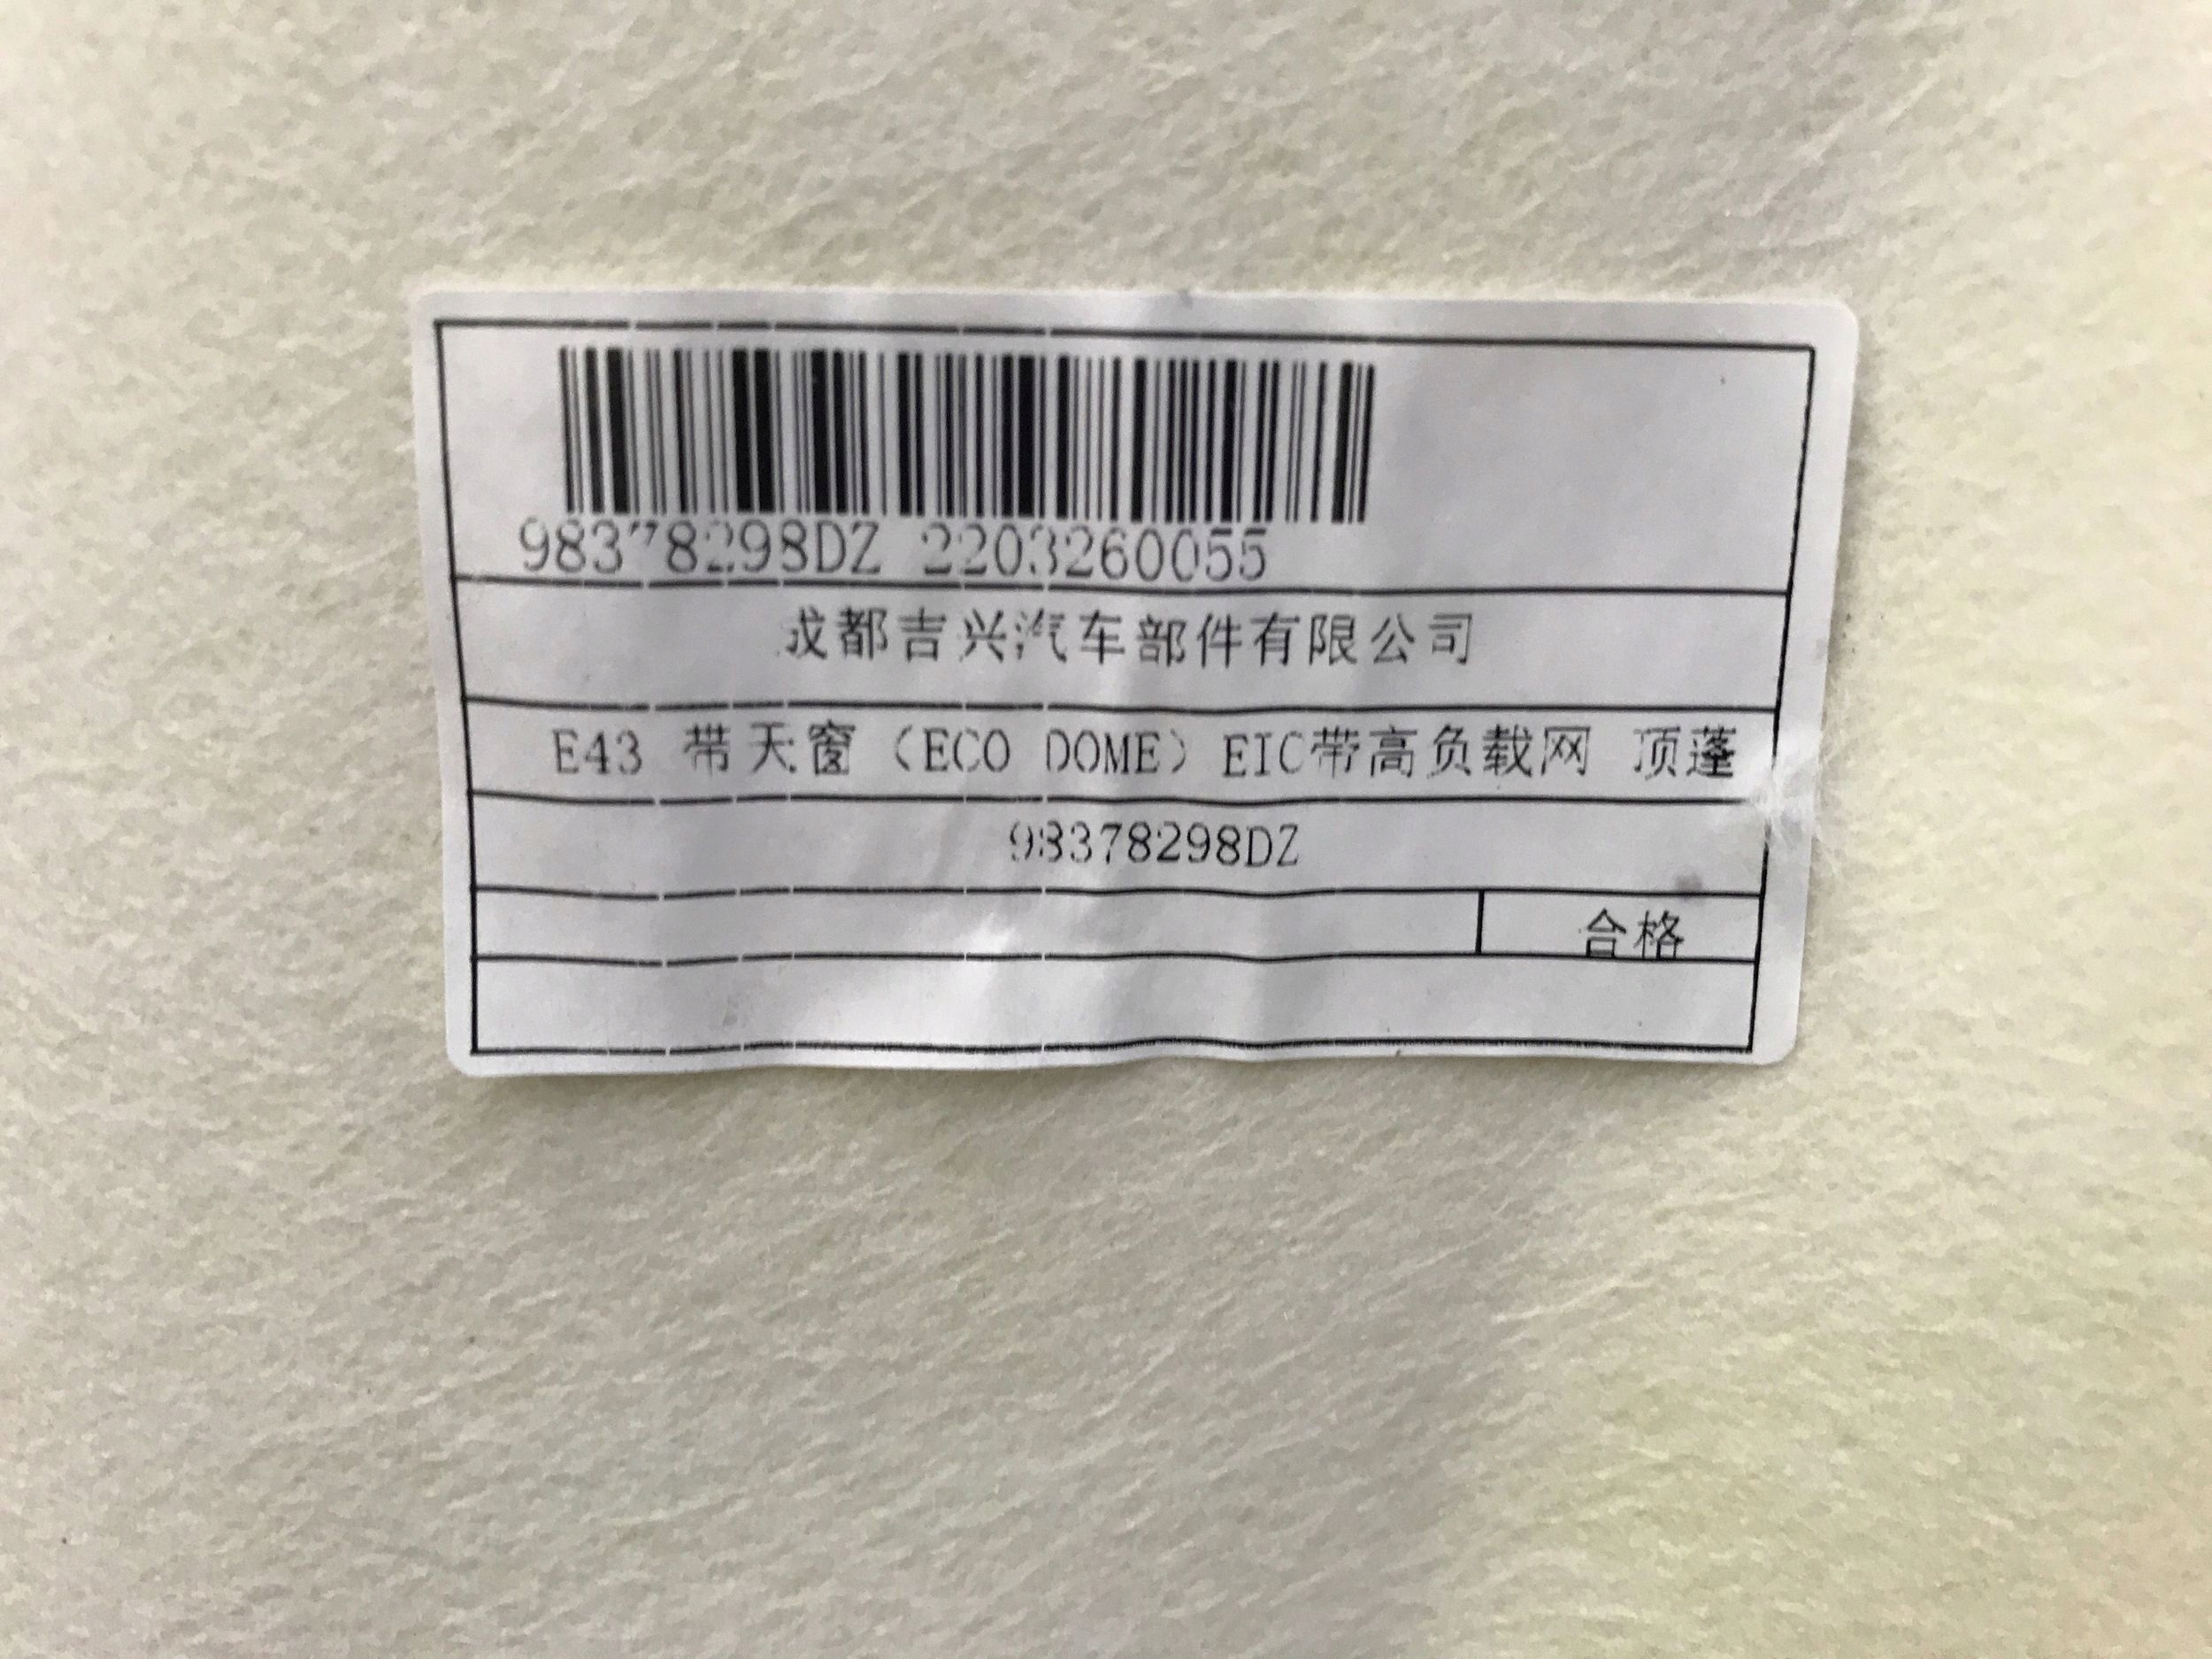 98378298DZ 2203260055
成都吉兴汽车部件有限公司
E43 带天窗（ECO DOME）EIC带高负载网 顶蓬
98378298DZ
合格